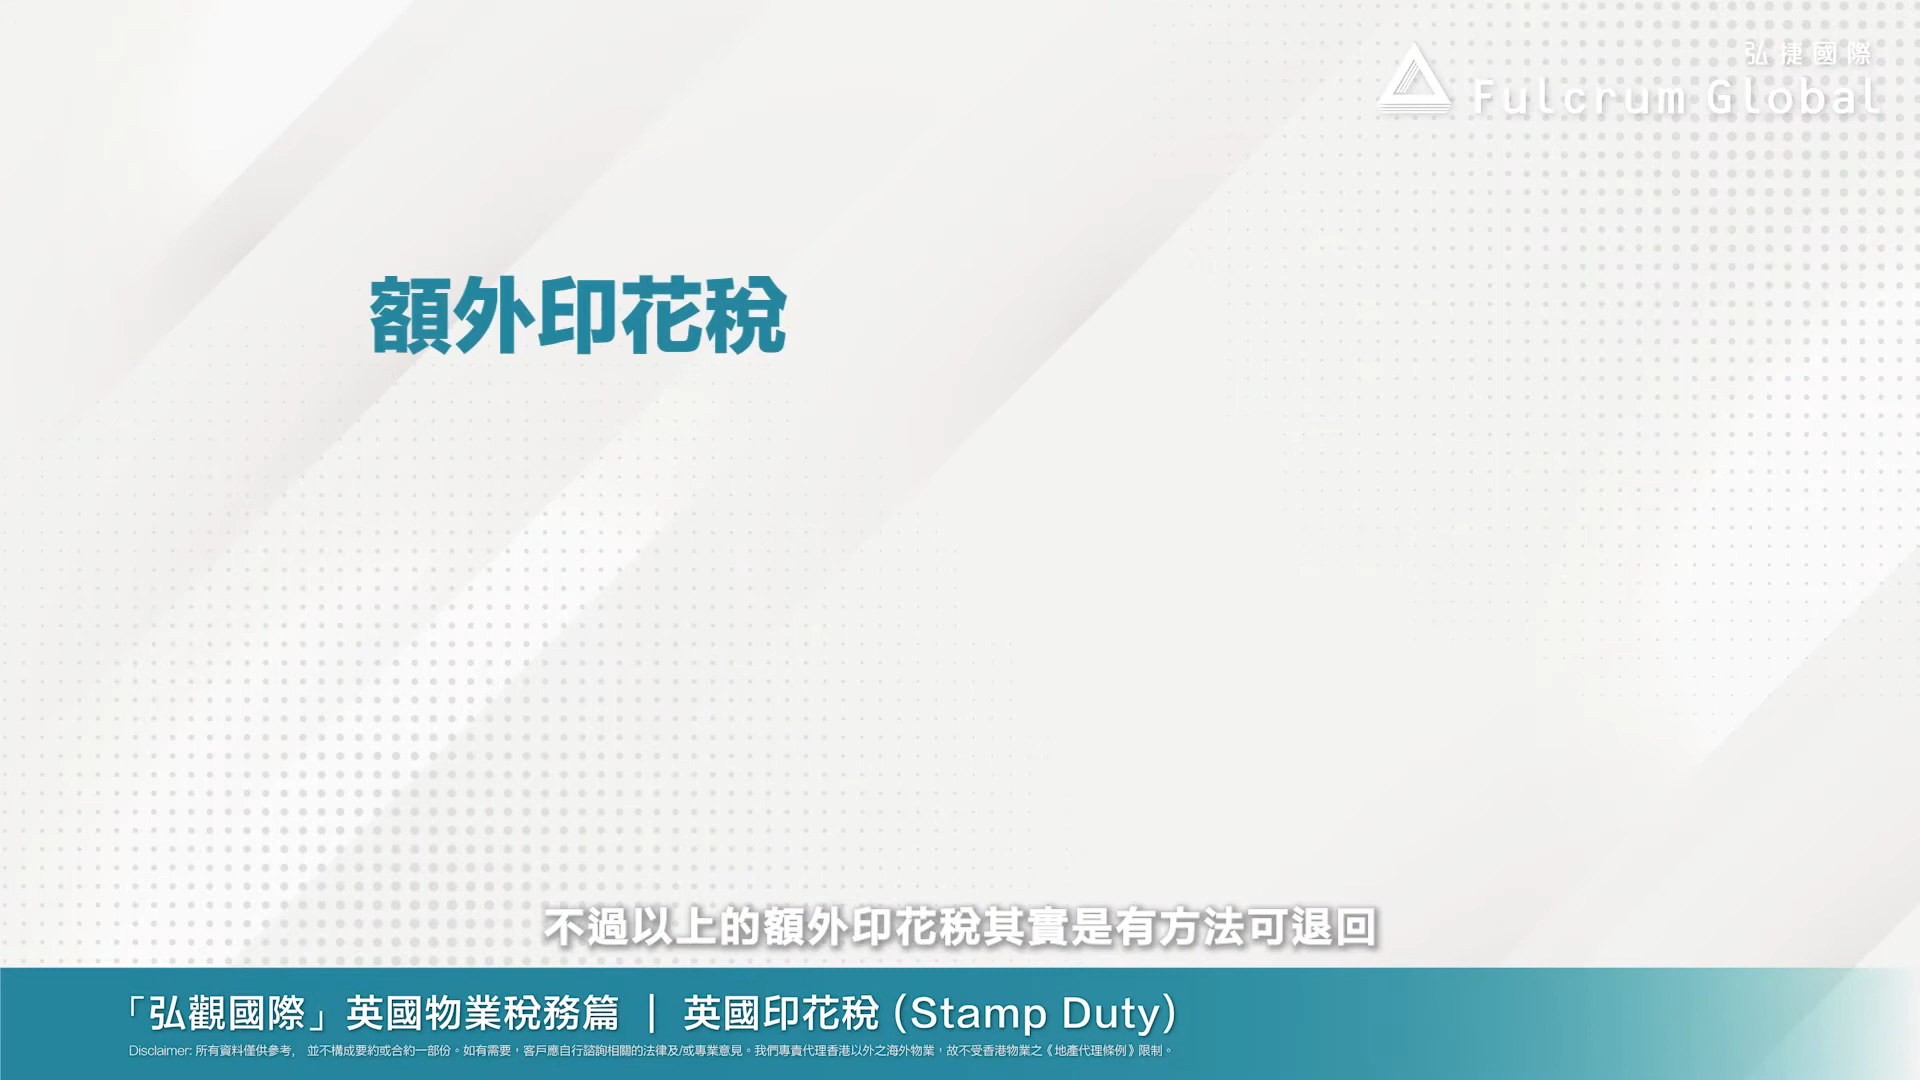 弘捷國際
Fulcrum Global
額外印花稅
不過以上的額外印花稅其實是有方法可退回
「弘觀國際」英國物業稅務篇 | 英國印花稅 (Stamp Duty)
Disclaimer: 所有資料僅供參考， 並不構成要約或合約一部份。如有需要，客戶應自行諮詢相關的法律及/或專業意見。我們專責代理香港以外之海外物業，故不受香港物業之《地產代理條例》限制。